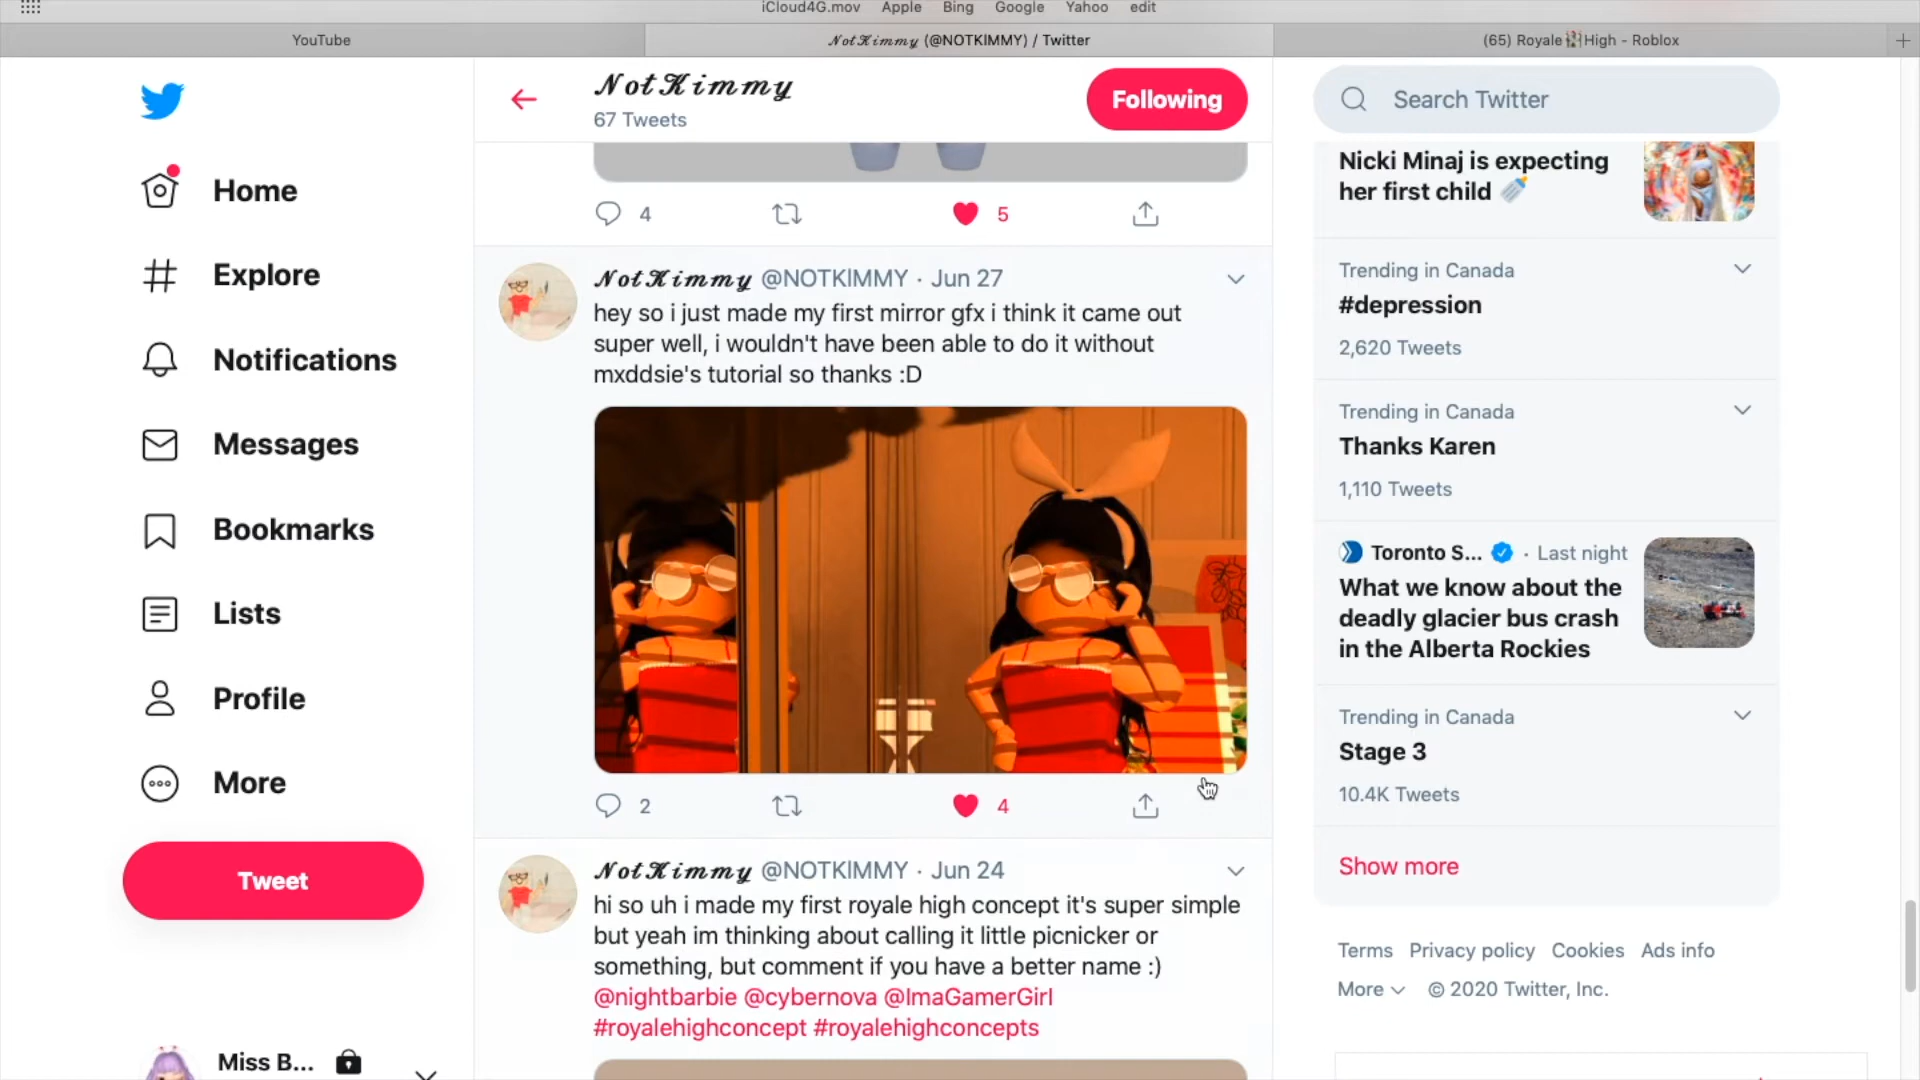 iCloud4G.mov Apple Bing Google Yahoo edit
YouTube
𝒩𝑜𝓉𝒦𝒾𝓂𝓂𝓎 (@NOTKlMMY) / Twitter
(65) Royale🏰High - Roblox
Home
Explore
Notifications
Messages
Bookmarks
Lists
Profile
More
Tweet
Miss B...
𝒩𝑜𝓉𝒦𝒾𝓂𝓂𝓎
67 Tweets
Following
4 5
𝒩𝑜𝓉𝒦𝒾𝓂𝓂𝓎 @NOTKlMMY · Jun 27
hey so i just made my first mirror gfx i think it came out
super well, i wouldn't have been able to do it without
mxddsie's tutorial so thanks :D
2 4
𝒩𝑜𝓉𝒦𝒾𝓂𝓂𝓎 @NOTKlMMY · Jun 24
hi so uh i made my first royale high concept it's super simple
but yeah im thinking about calling it little picnicker or
something, but comment if you have a better name :)
@nightbarbie @cybernova @ImaGamerGirl
#royalehighconcept #royalehighconcepts
Search Twitter
Nicki Minaj is expecting
her first child 🍼
Trending in Canada
#depression
2,620 Tweets
Trending in Canada
Thanks Karen
1,110 Tweets
Toronto S... · Last night
What we know about the
deadly glacier bus crash
in the Alberta Rockies
Trending in Canada
Stage 3
10.4K Tweets
Show more
Terms Privacy policy Cookies Ads info
More © 2020 Twitter, Inc.